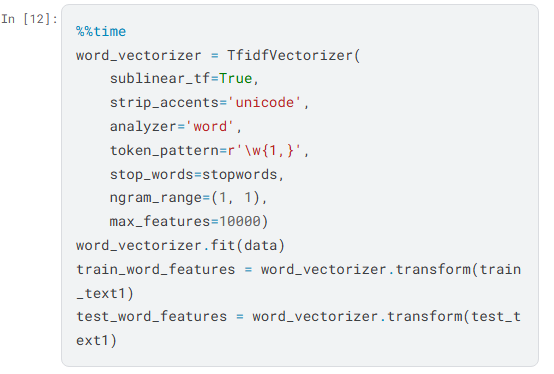 In [12]:
%%time
word_vectorizer = TfidfVectorizer(
    sublinear_tf=True,
    strip_accents='unicode',
    analyzer='word',
    token_pattern=r'\w{1,}',
    stop_words=stopwords,
    ngram_range=(1, 1),
    max_features=10000)
word_vectorizer.fit(data)
train_word_features = word_vectorizer.transform(train
_text1)
test_word_features = word_vectorizer.transform(test_t
ext1)